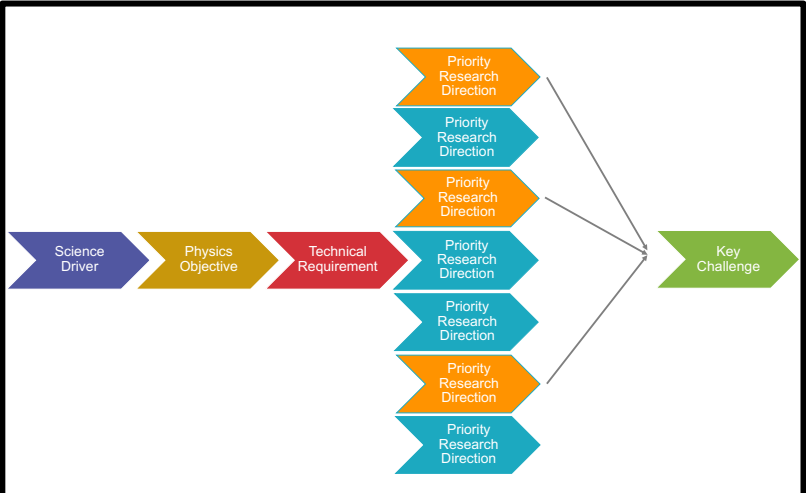 Science
Driver
Physics
Objective
Technical
Requirement
Priority
Research
Direction
Priority
Research
Direction
Priority
Research
Direction
Priority
Research
Direction
Priority
Research
Direction
Priority
Research
Direction
Priority
Research
Direction
Key
Challenge